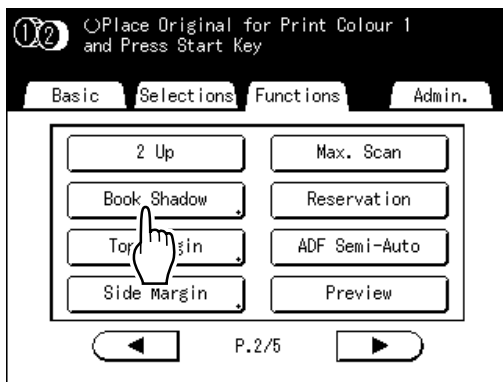 ①② Place Original for Print Colour 1
and Press Start Key
Basic Selections Functions Admin.
2 Up Max. Scan
Book Shadow Reservation
ADF Semi-Auto
Side Margin Preview
P.2/5